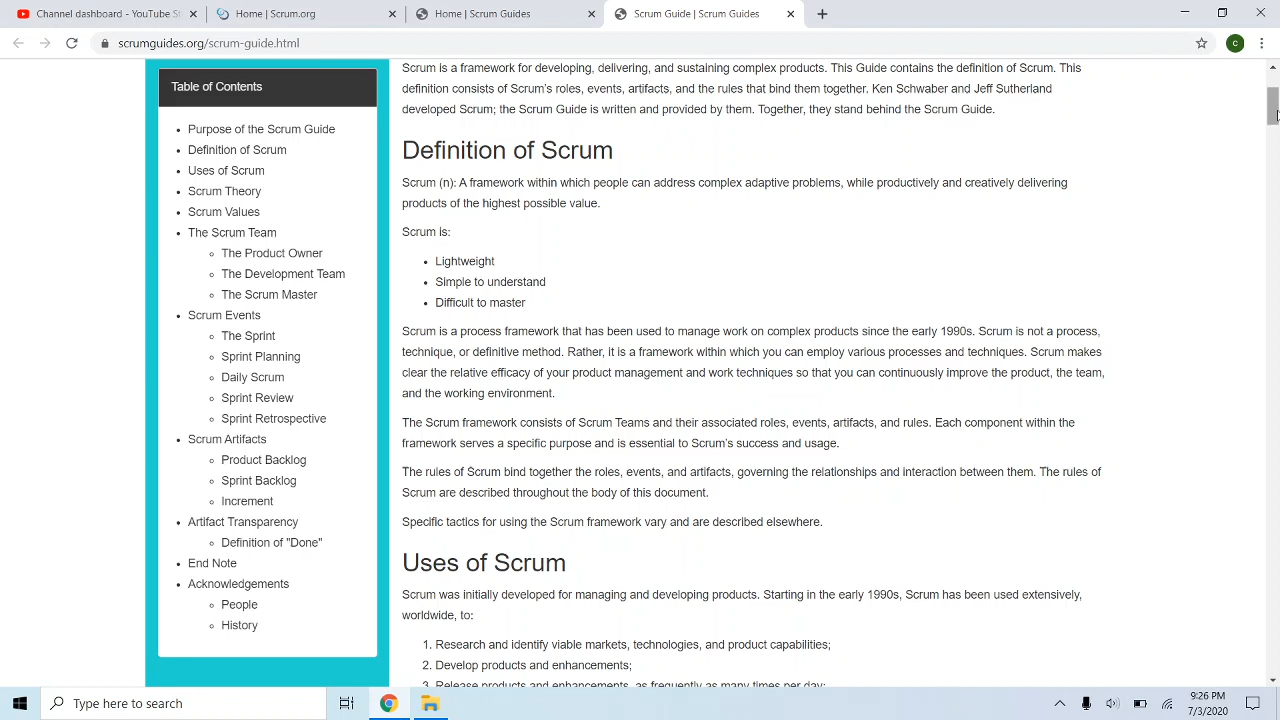 Channel dashboard - YouTube St
Home | Scrum.org
Home | Scrum Guides
Scrum Guide | Scrum Guides
scrumguides.org/scrum-guide.html
C
Table of Contents
Purpose of the Scrum Guide
Definition of Scrum
Uses of Scrum
Scrum Theory
Scrum Values
The Scrum Team
The Product Owner
The Development Team
The Scrum Master
Scrum Events
The Sprint
Sprint Planning
Daily Scrum
Sprint Review
Sprint Retrospective
Scrum Artifacts
Product Backlog
Sprint Backlog
Increment
Artifact Transparency
Definition of "Done"
End Note
Acknowledgements
People
History
Scrum is a framework for developing, delivering, and sustaining complex products. This Guide contains the definition of Scrum. This
definition consists of Scrum's roles, events, artifacts, and the rules that bind them together. Ken Schwaber and Jeff Sutherland
developed Scrum; the Scrum Guide is written and provided by them. Together, they stand behind the Scrum Guide.
Definition of Scrum
Scrum (n): A framework within which people can address complex adaptive problems, while productively and creatively delivering
products of the highest possible value.
Scrum is:
Lightweight
Simple to understand
Difficult to master
Scrum is a process framework that has been used to manage work on complex products since the early 1990s. Scrum is not a process,
technique, or definitive method. Rather, it is a framework within which you can employ various processes and techniques. Scrum makes
clear the relative efficacy of your product management and work techniques so that you can continuously improve the product, the team,
and the working environment.
The Scrum framework consists of Scrum Teams and their associated roles, events, artifacts, and rules. Each component within the
framework serves a specific purpose and is essential to Scrum's success and usage.
The rules of Scrum bind together the roles, events, and artifacts, governing the relationships and interaction between them. The rules of
Scrum are described throughout the body of this document.
Specific tactics for using the Scrum framework vary and are described elsewhere.
Uses of Scrum
Scrum was initially developed for managing and developing products. Starting in the early 1990s, Scrum has been used extensively,
worldwide, to:
1. Research and identify viable markets, technologies, and product capabilities;
2. Develop products and enhancements;
3. Release products and enhancements, as frequently as many times per day;
Type here to search
9:26 PM
7/3/2020